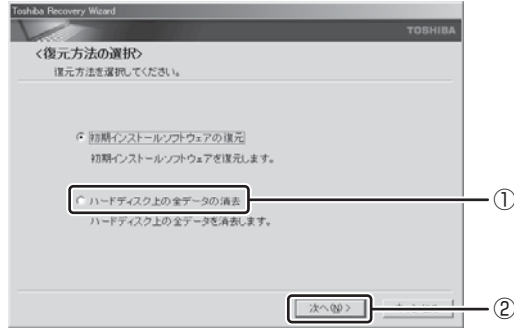 Toshiba Recovery Wizard
TOSHIBA
<復元方法の選択>
復元方法を選択してください。
初期インストールソフトウェアの復元
初期インストールソフトウェアを復元します。
ハードディスク上の全データの消去
ハードディスク上の全データを消去します。
①
次へ(N) >
②